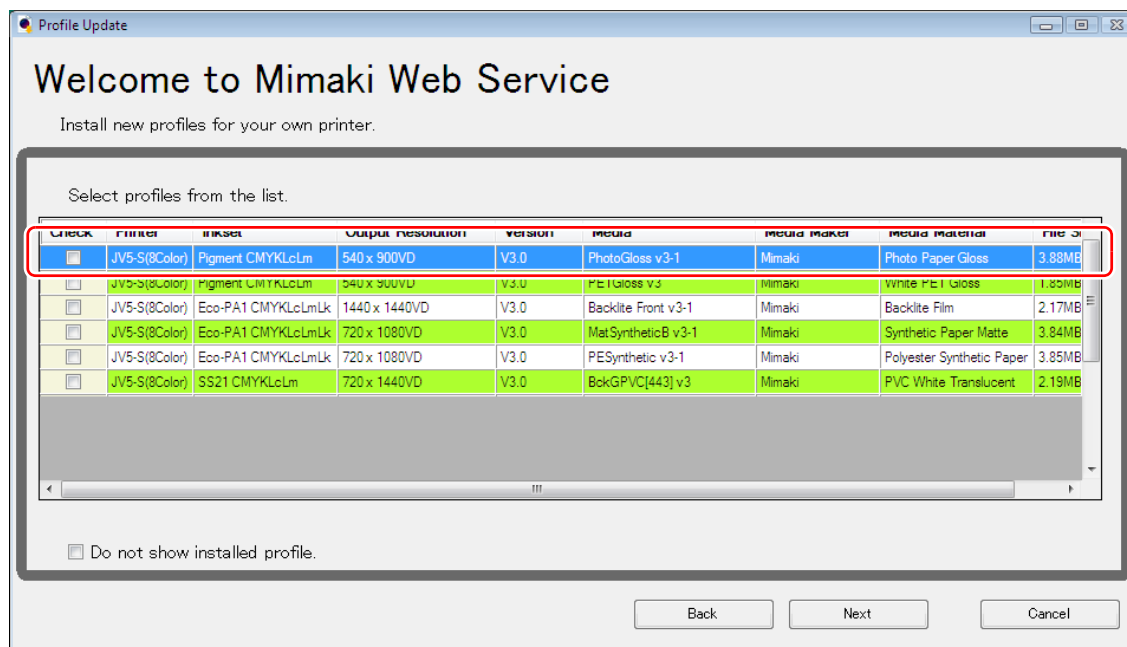 Profile Update
Welcome to Mimaki Web Service
Install new profiles for your own printer.
Select profiles from the list.
Check Printer Inkset Output Resolution Version Media Media Maker Media Material File Si
JV5-S(8Color) Pigment CMYKLcLm 540 x 900VD V3.0 PhotoGloss v3-1 Mimaki Photo Paper Gloss 3.88MB
JV5-S(8Color) Pigment CMYKLcLm 540 x 900VD V3.0 PETGloss v3 Mimaki White PET Gloss 1.85MB
JV5-S(8Color) Eco-PA1 CMYKLcLmLk 1440 x 1440VD V3.0 Backlite Front v3-1 Mimaki Backlite Film 2.17MB
JV5-S(8Color) Eco-PA1 CMYKLcLmLk 720 x 1080VD V3.0 MatSyntheticB v3-1 Mimaki Synthetic Paper Matte 3.84MB
JV5-S(8Color) Eco-PA1 CMYKLcLmLk 720 x 1080VD V3.0 PESynthetic v3-1 Mimaki Polyester Synthetic Paper 3.85MB
JV5-S(8Color) SS21 CMYKLcLm 720 x 1440VD V3.0 BckGPVC[443] v3 Mimaki PVC White Translucent 2.19MB
Do not show installed profile.
Back Next Cancel